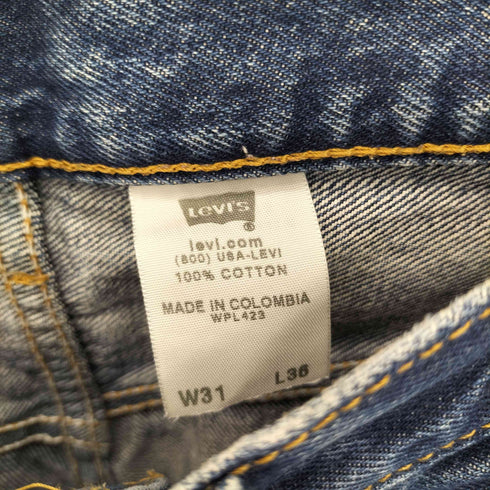 Levi's
levi.com
(800) USA-LEVI
100% COTTON
MADE IN COLOMBIA
WPL423
W31 L36